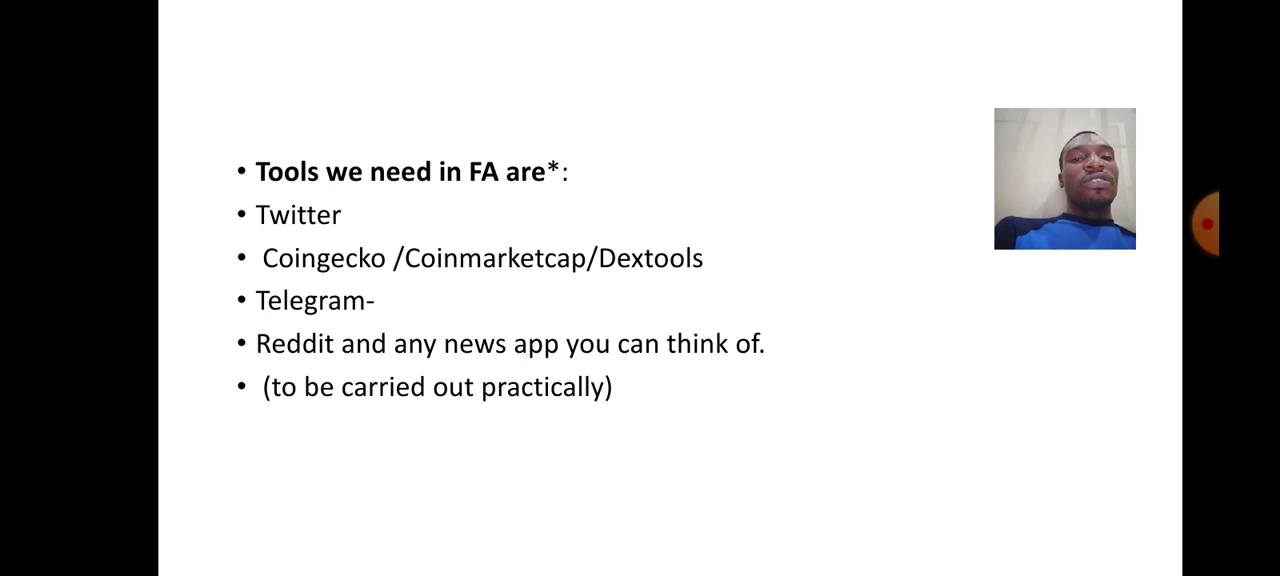 • Tools we need in FA are*:
• Twitter
• Coingecko /Coinmarketcap/Dextools
• Telegram-
• Reddit and any news app you can think of.
• (to be carried out practically)